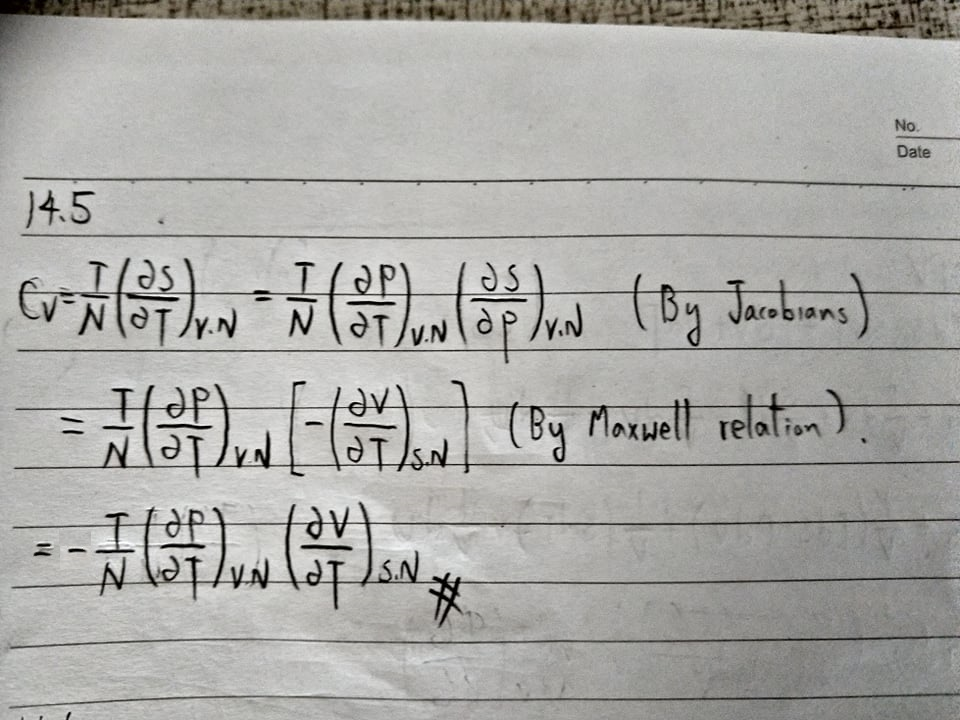 No.
Date
14.5
Cv = T/N (∂S/∂T)V.N = T/N (∂P/∂T)V.N (∂S/∂P)V.N (By Jacobians)
= T/N (∂P/∂T)V.N [-(∂V/∂T)S.N] (By Maxwell relation).
= - T/N (∂P/∂T)V.N (∂V/∂T)S.N #